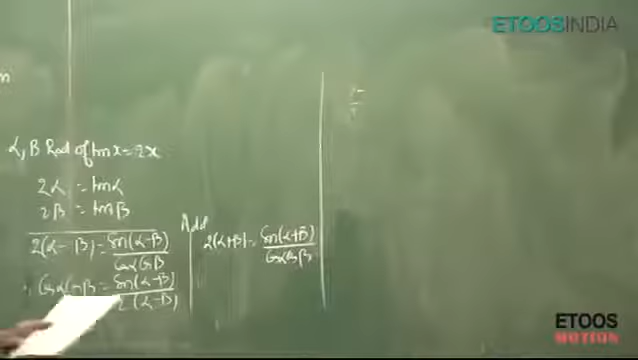 ETOOSINDIA
α, β Root of tan x = 2x
2α = tanα
2β = tanβ
2(α-β) = sin(α-β)
cosα cosβ
cosα cosβ = sin(α-β)
2(α-β)
Add
2(α+β) = sin(α+β)
cosα cosβ
ETOOS
MOTION